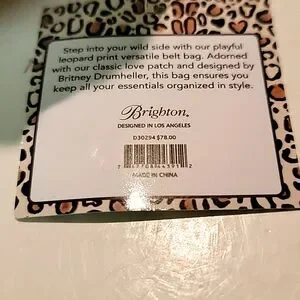 Step into your wild side with our playful
leopard print versatile belt bag. Adorned
with our classic love patch and designed by
Britney Drumheller, this bag ensures you
keep all your essentials organized in style.
Brighton®
DESIGNED IN LOS ANGELES
D30294 $78.00
MADE IN CHINA